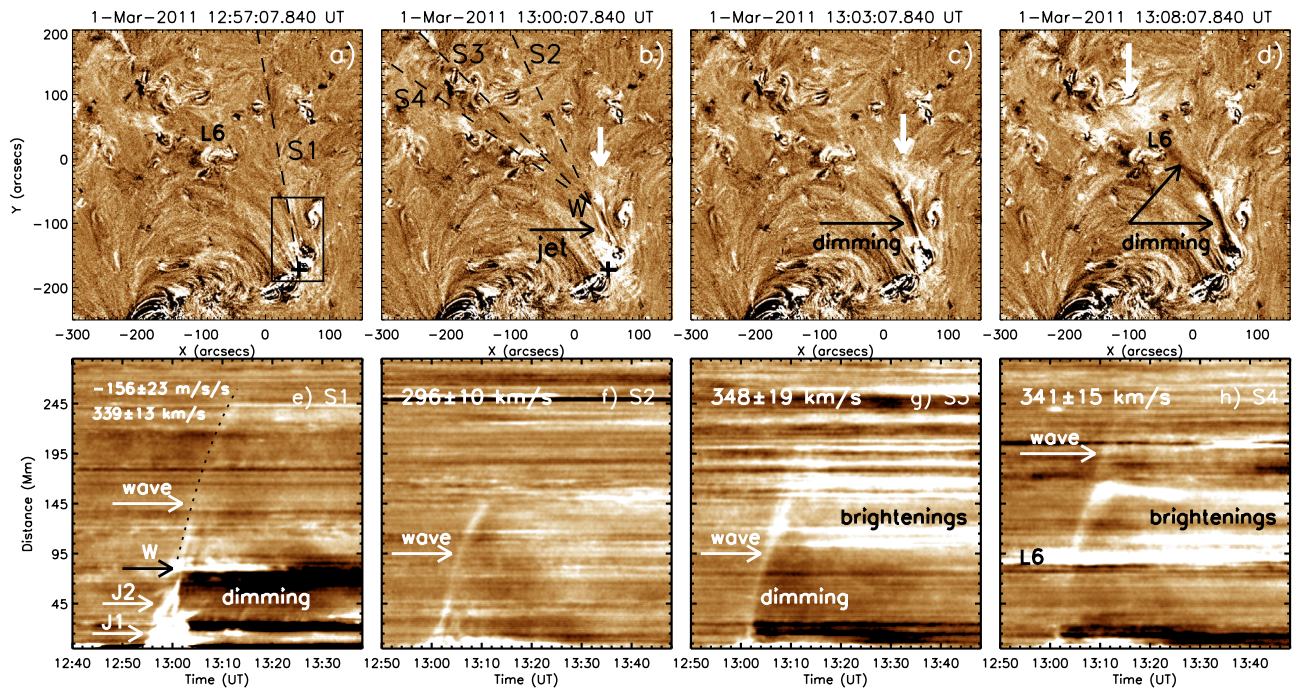 1-Mar-2011 12:57:07.840 UT
1-Mar-2011 13:00:07.840 UT
1-Mar-2011 13:03:07.840 UT
1-Mar-2011 13:08:07.840 UT
200
100
0
-100
-200
Y (arcsecs)
a)
L6
S1
b)
S3
S2
S4
W
jet
c)
dimming
d)
L6
dimming
-300 -200 -100 0 100
-300 -200 -100 0 100
-300 -200 -100 0 100
-300 -200 -100 0 100
X (arcsecs)
X (arcsecs)
X (arcsecs)
X (arcsecs)
245
195
145
95
45
Distance (Mm)
-156±23 m/s/s
339±13 km/s
e) S1
wave
W
J2
J1
dimming
296±10 km/s
f) S2
wave
348±19 km/s
g) S3
brightenings
wave
dimming
341±15 km/s
h) S4
wave
brightenings
L6
12:40 12:50 13:00 13:10 13:20 13:30
13:00 13:10 13:20 13:30 13:40
13:00 13:10 13:20 13:30 13:40
12:50 13:00 13:10 13:20 13:30 13:40
Time (UT)
Time (UT)
Time (UT)
Time (UT)